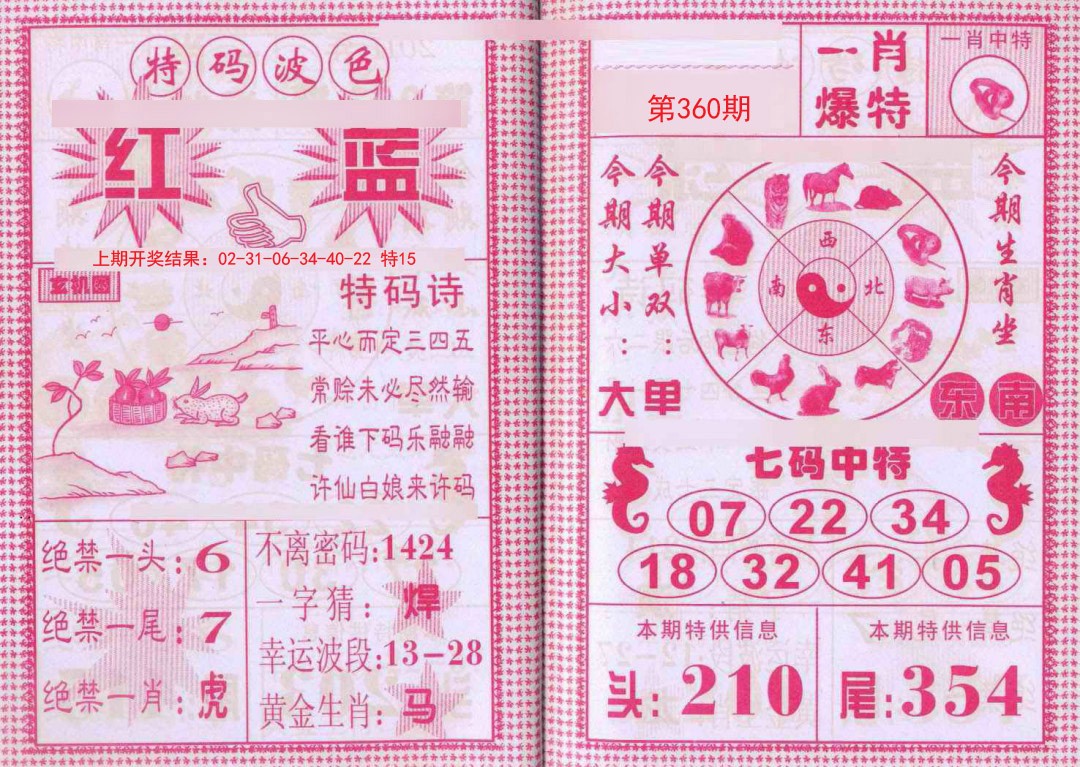 特码波色
红 蓝
上期开奖结果：02-31-06-34-40-22 特15
玄机图
特码诗
平心而定三四五
常赊未必尽然输
看谁下码乐融融
许仙白娘来许码
绝禁一头:6
绝禁一尾:7
绝禁一肖:虎
不离密码:1424
一字猜：焊
幸运波段:13-28
黄金生肖:马
第360期
一肖
爆特
一肖中特
今期大小：大
今期单双：单
西
南 北
东
今期生肖坐
东南
七码中特
07 22 34
18 32 41 05
本期特供信息
头:210
本期特供信息
尾:354